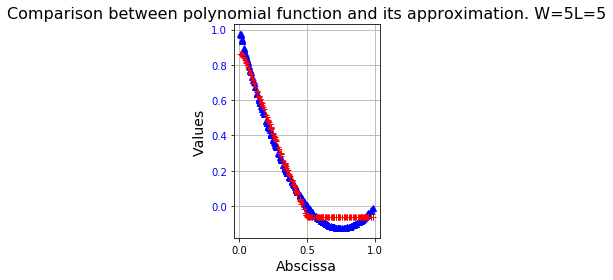 Comparison between polynomial function and its approximation. W=5L=5
1.0
0.8
0.6
0.4
0.2
0.0
Values
0.0 0.5 1.0
Abscissa